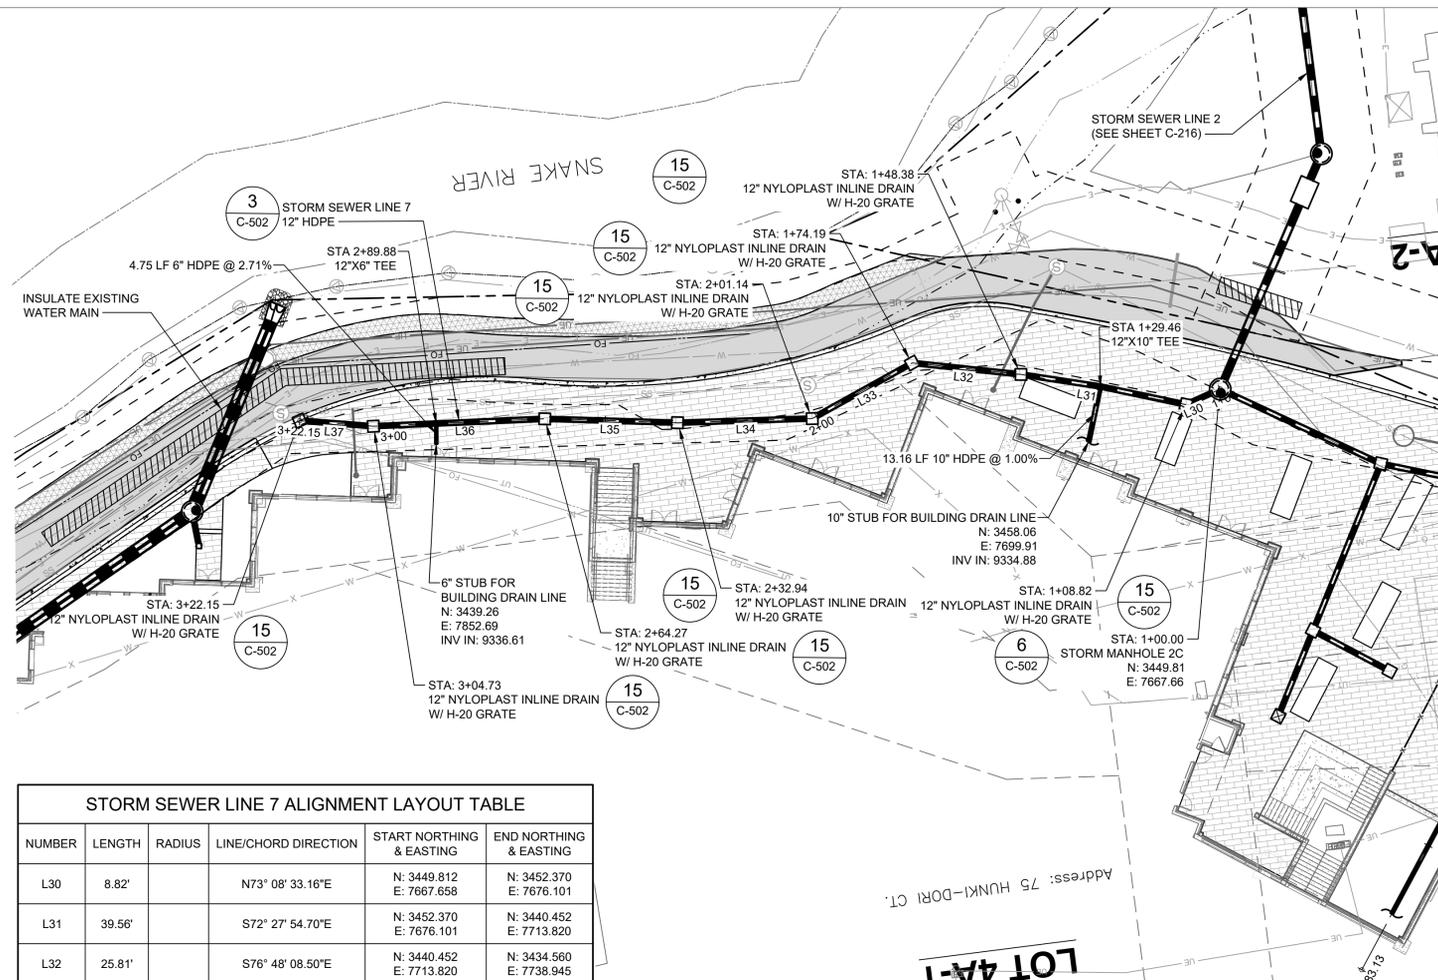 STORM SEWER LINE 2
(SEE SHEET C-216)
SNAKE RIVER
15
C-502
STA: 1+48.38
12" NYLOPLAST INLINE DRAIN
W/ H-20 GRATE
3
C-502
STORM SEWER LINE 7
12" HDPE
15
C-502
STA: 1+74.19
12" NYLOPLAST INLINE DRAIN
W/ H-20 GRATE
STA 2+89.88
12"X6" TEE
4.75 LF 6" HDPE @ 2.71%
15
C-502
STA: 2+01.14
12" NYLOPLAST INLINE DRAIN
W/ H-20 GRATE
INSULATE EXISTING
WATER MAIN
STA 1+29.46
12"X10" TEE
A-2
L32
L31
L30
L33
2+00
L34
L35
L36
3+00
L37
3+22.15
13.16 LF 10" HDPE @ 1.00%
10" STUB FOR BUILDING DRAIN LINE
N: 3458.06
E: 7699.91
INV IN: 9334.88
6" STUB FOR
BUILDING DRAIN LINE
N: 3439.26
E: 7852.69
INV IN: 9336.61
15
C-502
STA: 2+32.94
12" NYLOPLAST INLINE DRAIN
W/ H-20 GRATE
STA: 1+08.82
12" NYLOPLAST INLINE DRAIN
W/ H-20 GRATE
15
C-502
STA: 3+22.15
12" NYLOPLAST INLINE DRAIN
W/ H-20 GRATE
15
C-502
STA: 2+64.27
12" NYLOPLAST INLINE DRAIN
W/ H-20 GRATE
15
C-502
6
C-502
STA: 1+00.00
STORM MANHOLE 2C
N: 3449.81
E: 7667.66
STA: 3+04.73
12" NYLOPLAST INLINE DRAIN
W/ H-20 GRATE
15
C-502
STORM SEWER LINE 7 ALIGNMENT LAYOUT TABLE
NUMBER LENGTH RADIUS LINE/CHORD DIRECTION START NORTHING & EASTING END NORTHING & EASTING
L30 8.82' N73° 08' 33.16"E N: 3449.812 E: 7667.658 N: 3452.370 E: 7676.101
L31 39.56' S72° 27' 54.70"E N: 3452.370 E: 7676.101 N: 3440.452 E: 7713.820
L32 25.81' S76° 48' 08.50"E N: 3440.452 E: 7713.820 N: 3434.560 E: 7738.945
Address: 75 HUNKI-DORI CT.
LOT 4A-1
83.13